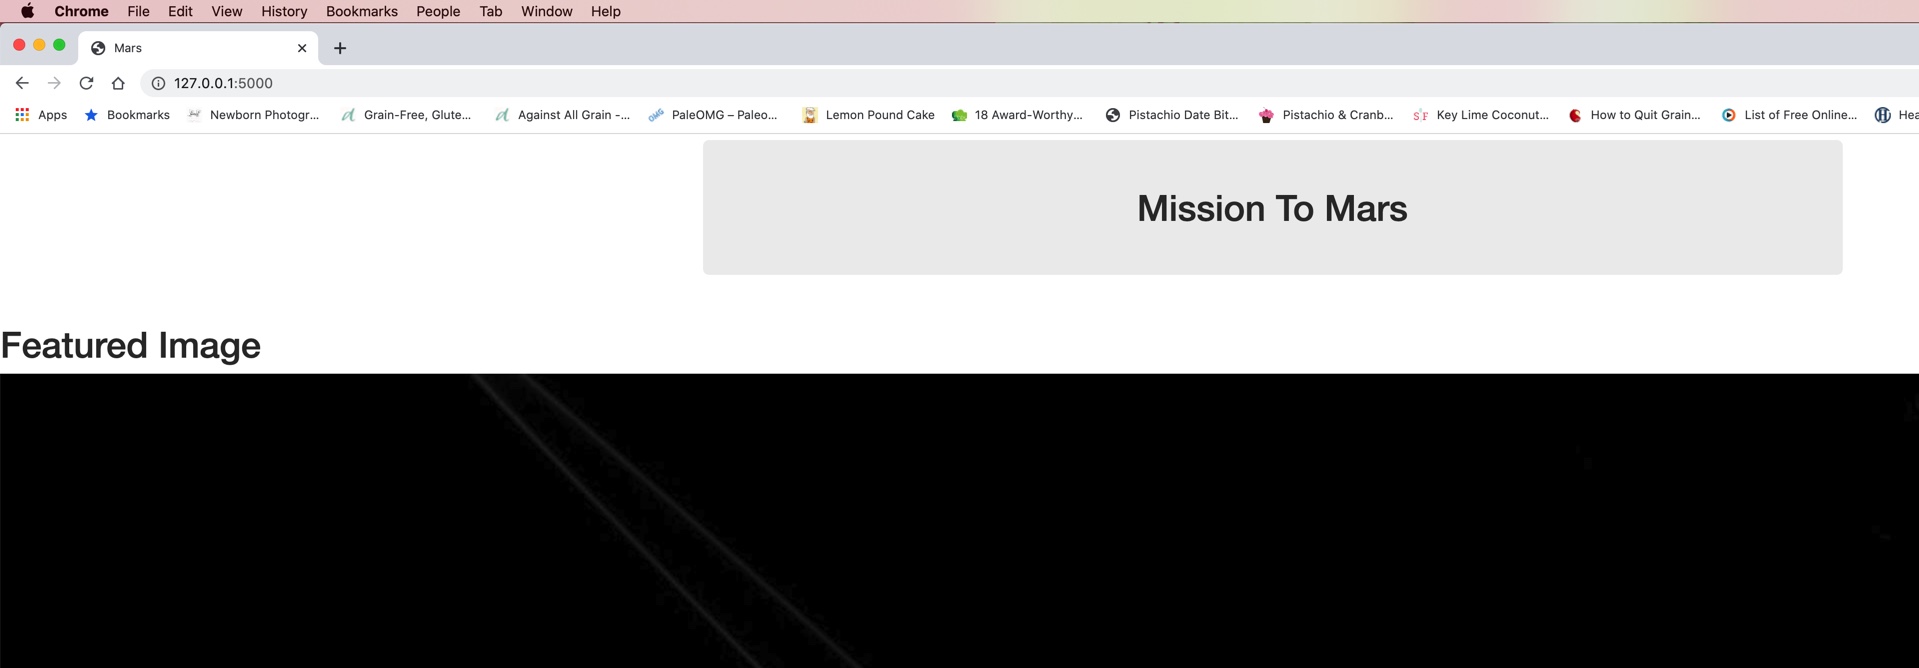 Chrome File Edit View History Bookmarks People Tab Window Help
Mars
127.0.0.1:5000
Apps Bookmarks Newborn Photogr... Grain-Free, Glute... Against All Grain -... OMG PaleOMG – Paleo... Lemon Pound Cake 18 Award-Worthy... Pistachio Date Bit... Pistachio & Cranb... SF Key Lime Coconut... How to Quit Grain... List of Free Online... H Hea
Mission To Mars
Featured Image